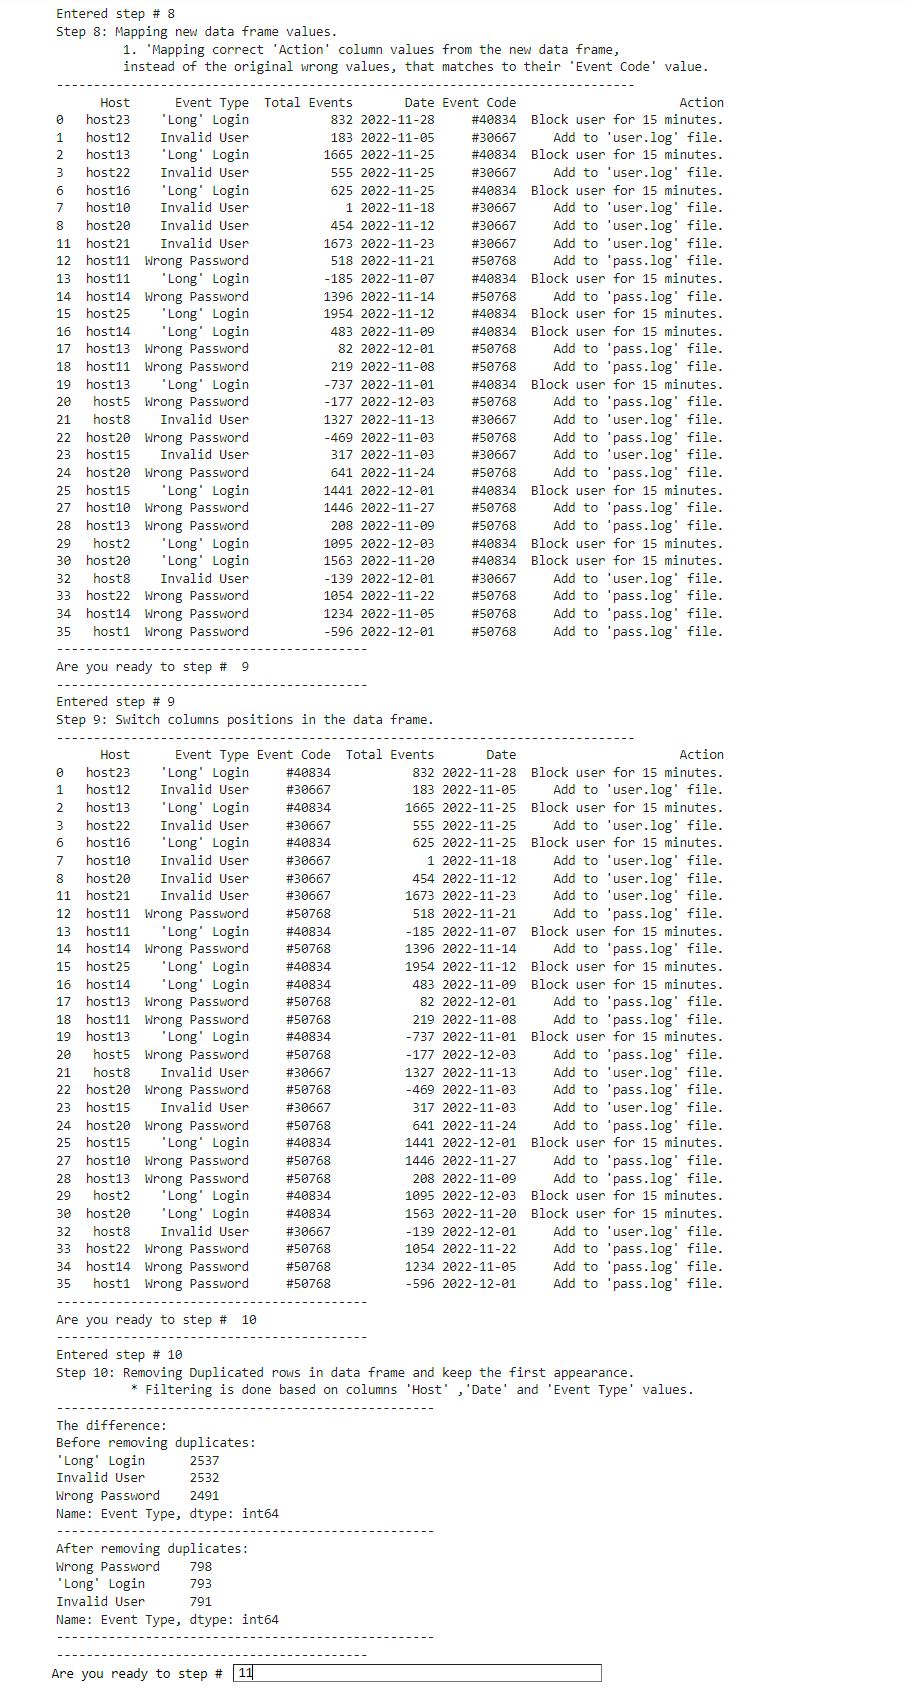 Entered step # 8
Step 8: Mapping new data frame values.
1. 'Mapping correct 'Action' column values from the new data frame,
instead of the original wrong values, that matches to their 'Event Code' value.
------------------------------------------------------------------------------
Host Event Type Total Events Date Event Code Action
0 host23 'Long' Login 832 2022-11-28 #40834 Block user for 15 minutes.
1 host12 Invalid User 183 2022-11-05 #30667 Add to 'user.log' file.
2 host13 'Long' Login 1665 2022-11-25 #40834 Block user for 15 minutes.
3 host22 Invalid User 555 2022-11-25 #30667 Add to 'user.log' file.
6 host16 'Long' Login 625 2022-11-25 #40834 Block user for 15 minutes.
7 host10 Invalid User 1 2022-11-18 #30667 Add to 'user.log' file.
8 host20 Invalid User 454 2022-11-12 #30667 Add to 'user.log' file.
11 host21 Invalid User 1673 2022-11-23 #30667 Add to 'user.log' file.
12 host11 Wrong Password 518 2022-11-21 #50768 Add to 'pass.log' file.
13 host11 'Long' Login -185 2022-11-07 #40834 Block user for 15 minutes.
14 host14 Wrong Password 1396 2022-11-14 #50768 Add to 'pass.log' file.
15 host25 'Long' Login 1954 2022-11-12 #40834 Block user for 15 minutes.
16 host14 'Long' Login 483 2022-11-09 #40834 Block user for 15 minutes.
17 host13 Wrong Password 82 2022-12-01 #50768 Add to 'pass.log' file.
18 host11 Wrong Password 219 2022-11-08 #50768 Add to 'pass.log' file.
19 host13 'Long' Login -737 2022-11-01 #40834 Block user for 15 minutes.
20 host5 Wrong Password -177 2022-12-03 #50768 Add to 'pass.log' file.
21 host8 Invalid User 1327 2022-11-13 #30667 Add to 'user.log' file.
22 host20 Wrong Password -469 2022-11-03 #50768 Add to 'pass.log' file.
23 host15 Invalid User 317 2022-11-03 #30667 Add to 'user.log' file.
24 host20 Wrong Password 641 2022-11-24 #50768 Add to 'pass.log' file.
25 host15 'Long' Login 1441 2022-12-01 #40834 Block user for 15 minutes.
27 host10 Wrong Password 1446 2022-11-27 #50768 Add to 'pass.log' file.
28 host13 Wrong Password 208 2022-11-09 #50768 Add to 'pass.log' file.
29 host2 'Long' Login 1095 2022-12-03 #40834 Block user for 15 minutes.
30 host20 'Long' Login 1563 2022-11-20 #40834 Block user for 15 minutes.
32 host8 Invalid User -139 2022-12-01 #30667 Add to 'user.log' file.
33 host22 Wrong Password 1054 2022-11-22 #50768 Add to 'pass.log' file.
34 host14 Wrong Password 1234 2022-11-05 #50768 Add to 'pass.log' file.
35 host1 Wrong Password -596 2022-12-01 #50768 Add to 'pass.log' file.
------------------------------------------
Are you ready to step # 9
------------------------------------------
Entered step # 9
Step 9: Switch columns positions in the data frame.
------------------------------------------------------------------------------
Host Event Type Event Code Total Events Date Action
0 host23 'Long' Login #40834 832 2022-11-28 Block user for 15 minutes.
1 host12 Invalid User #30667 183 2022-11-05 Add to 'user.log' file.
2 host13 'Long' Login #40834 1665 2022-11-25 Block user for 15 minutes.
3 host22 Invalid User #30667 555 2022-11-25 Add to 'user.log' file.
6 host16 'Long' Login #40834 625 2022-11-25 Block user for 15 minutes.
7 host10 Invalid User #30667 1 2022-11-18 Add to 'user.log' file.
8 host20 Invalid User #30667 454 2022-11-12 Add to 'user.log' file.
11 host21 Invalid User #30667 1673 2022-11-23 Add to 'user.log' file.
12 host11 Wrong Password #50768 518 2022-11-21 Add to 'pass.log' file.
13 host11 'Long' Login #40834 -185 2022-11-07 Block user for 15 minutes.
14 host14 Wrong Password #50768 1396 2022-11-14 Add to 'pass.log' file.
15 host25 'Long' Login #40834 1954 2022-11-12 Block user for 15 minutes.
16 host14 'Long' Login #40834 483 2022-11-09 Block user for 15 minutes.
17 host13 Wrong Password #50768 82 2022-12-01 Add to 'pass.log' file.
18 host11 Wrong Password #50768 219 2022-11-08 Add to 'pass.log' file.
19 host13 'Long' Login #40834 -737 2022-11-01 Block user for 15 minutes.
20 host5 Wrong Password #50768 -177 2022-12-03 Add to 'pass.log' file.
21 host8 Invalid User #30667 1327 2022-11-13 Add to 'user.log' file.
22 host20 Wrong Password #50768 -469 2022-11-03 Add to 'pass.log' file.
23 host15 Invalid User #30667 317 2022-11-03 Add to 'user.log' file.
24 host20 Wrong Password #50768 641 2022-11-24 Add to 'pass.log' file.
25 host15 'Long' Login #40834 1441 2022-12-01 Block user for 15 minutes.
27 host10 Wrong Password #50768 1446 2022-11-27 Add to 'pass.log' file.
28 host13 Wrong Password #50768 208 2022-11-09 Add to 'pass.log' file.
29 host2 'Long' Login #40834 1095 2022-12-03 Block user for 15 minutes.
30 host20 'Long' Login #40834 1563 2022-11-20 Block user for 15 minutes.
32 host8 Invalid User #30667 -139 2022-12-01 Add to 'user.log' file.
33 host22 Wrong Password #50768 1054 2022-11-22 Add to 'pass.log' file.
34 host14 Wrong Password #50768 1234 2022-11-05 Add to 'pass.log' file.
35 host1 Wrong Password #50768 -596 2022-12-01 Add to 'pass.log' file.
------------------------------------------
Are you ready to step # 10
------------------------------------------
Entered step # 10
Step 10: Removing Duplicated rows in data frame and keep the first appearance.
* Filtering is done based on columns 'Host' ,'Date' and 'Event Type' values.
---------------------------------------------------
The difference:
Before removing duplicates:
'Long' Login 2537
Invalid User 2532
Wrong Password 2491
Name: Event Type, dtype: int64
---------------------------------------------------
After removing duplicates:
Wrong Password 798
'Long' Login 793
Invalid User 791
Name: Event Type, dtype: int64
---------------------------------------------------
------------------------------------------
Are you ready to step # 11